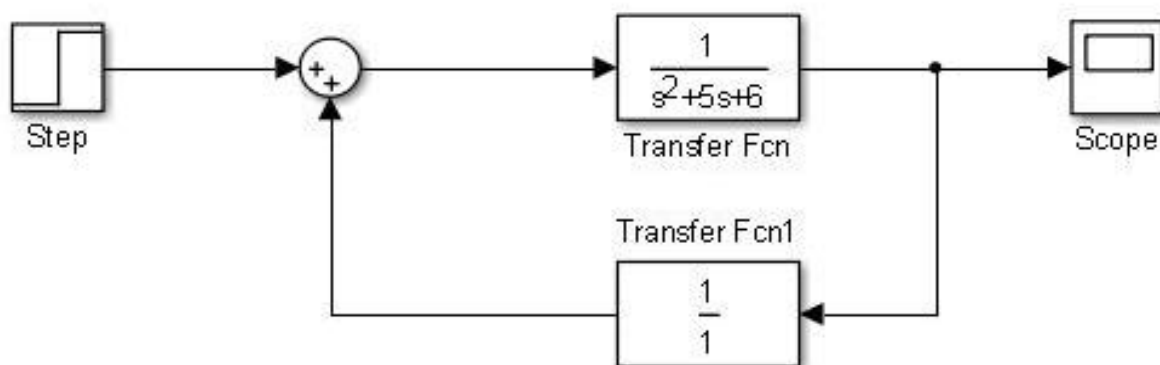 Step
+
+
1
s²+5s+6
Transfer Fcn
Scope
Transfer Fcn1
1
1